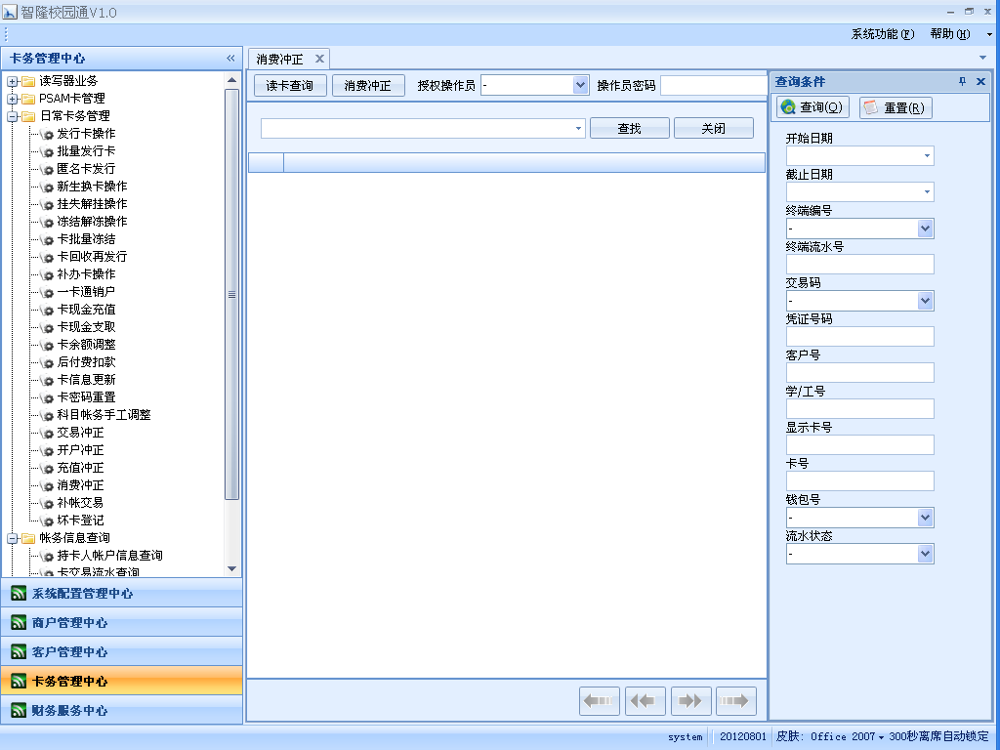 智隆校园通V1.0
系统功能(F) 帮助(H)
卡务管理中心
读写器业务
PSAM卡管理
日常卡务管理
发行卡操作
批量发行卡
匿名卡发行
新生换卡操作
挂失解挂操作
冻结解冻操作
卡批量冻结
卡回收再发行
补办卡操作
一卡通销户
卡现金充值
卡现金支取
卡余额调整
后付费扣款
卡信息更新
卡密码重置
科目帐务手工调整
交易冲正
开户冲正
充值冲正
消费冲正
补帐交易
坏卡登记
帐务信息查询
持卡人帐户信息查询
卡交易流水查询
系统配置管理中心
商户管理中心
客户管理中心
卡务管理中心
财务服务中心
消费冲正
读卡查询 消费冲正 授权操作员 - 操作员密码
查找 关闭
查询条件
查询(Q) 重置(R)
开始日期
截止日期
终端编号
-
终端流水号
交易码
-
凭证号码
客户号
学/工号
显示卡号
卡号
钱包号
-
流水状态
-
system 20120801 皮肤: Office 2007 300秒离席自动锁定